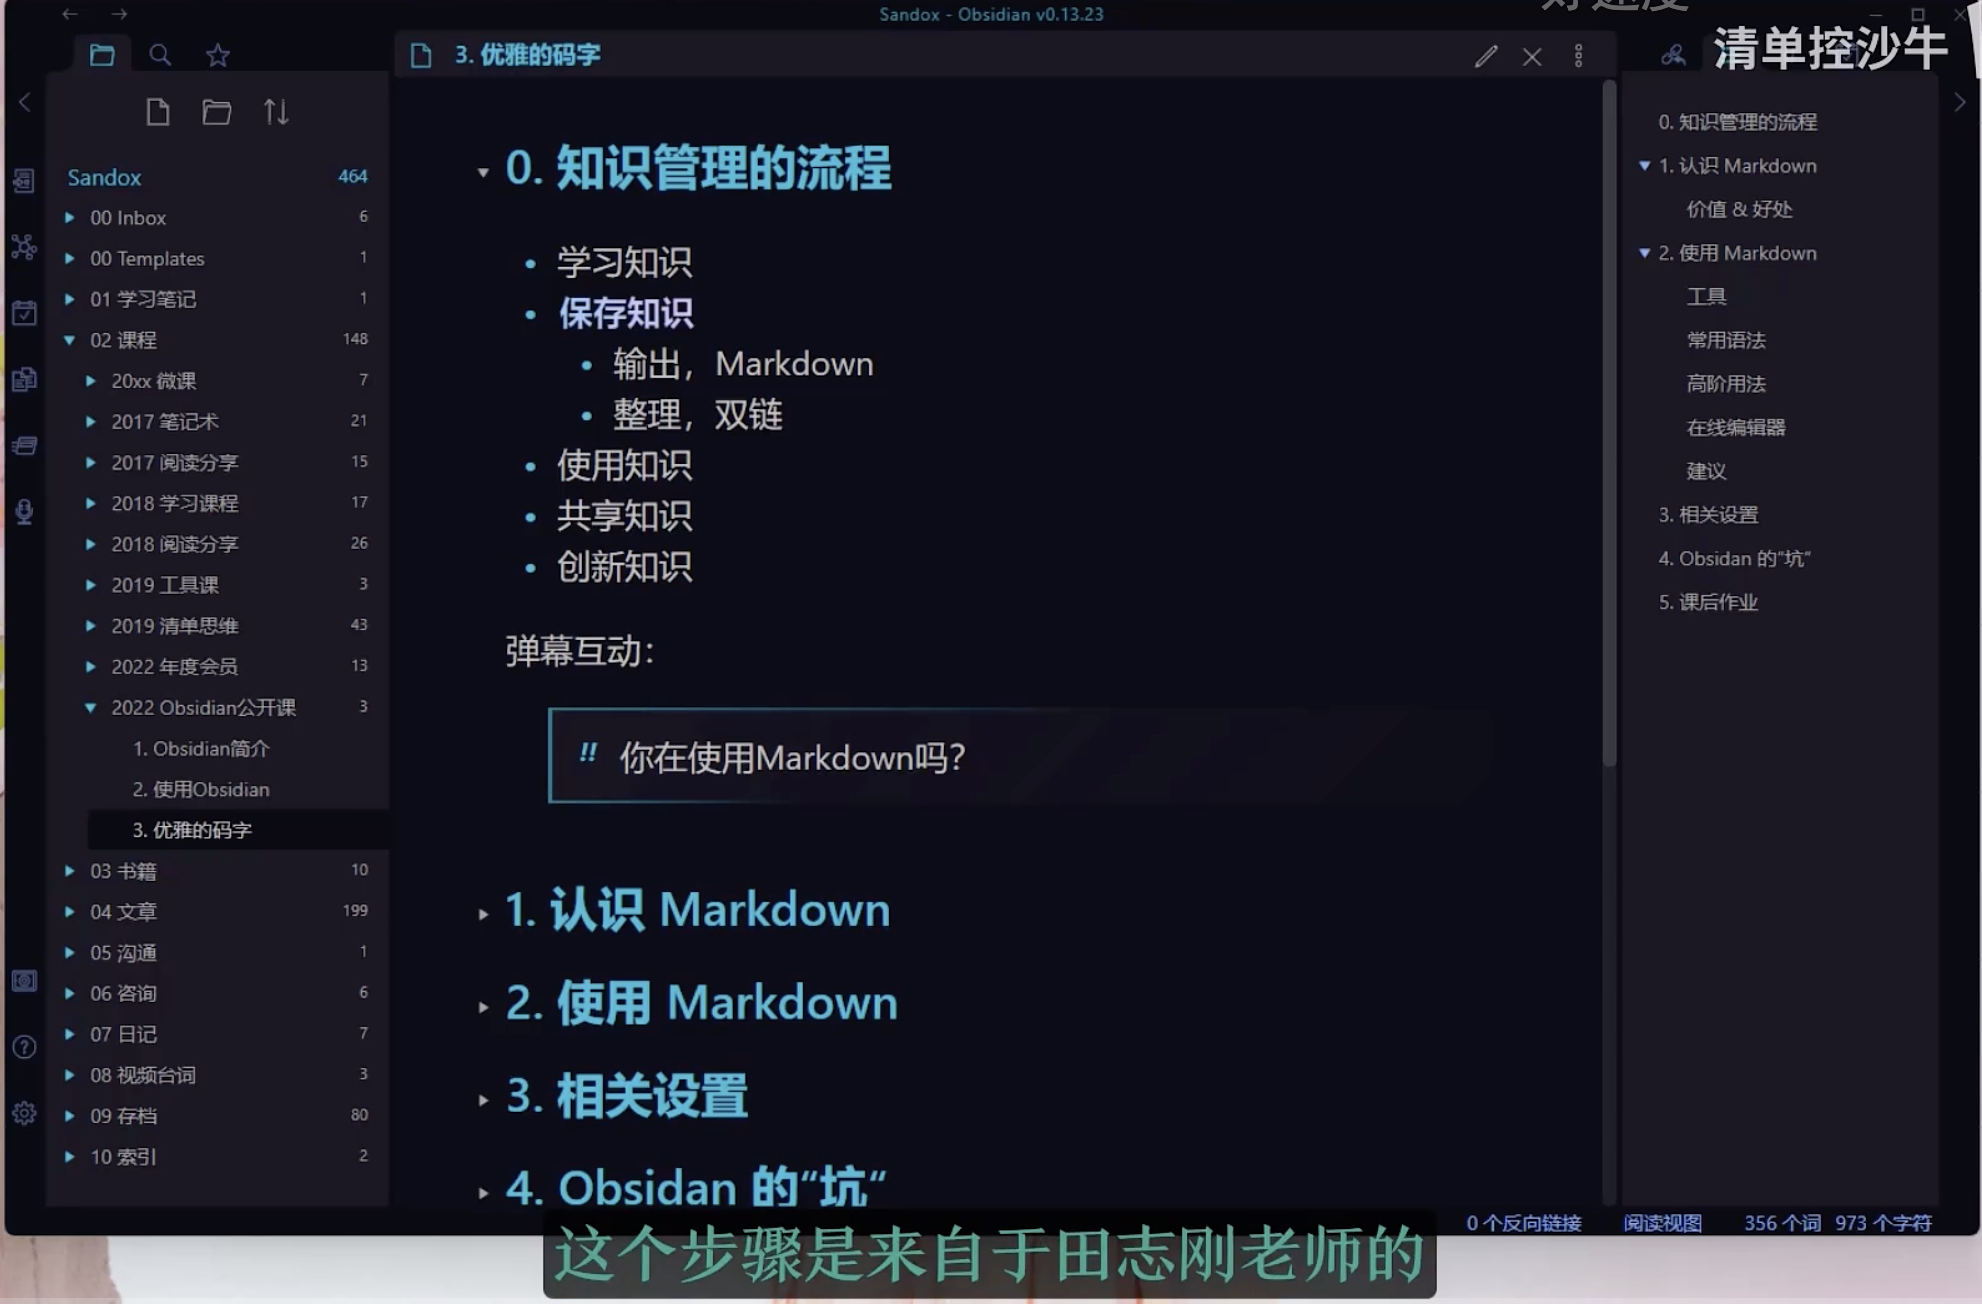 Sandox - Obsidian v0.13.23
清单控沙牛
3. 优雅的码字
Sandox 464
00 Inbox 6
00 Templates 1
01 学习笔记 1
02 课程 148
20xx 微课 7
2017 笔记术 21
2017 阅读分享 15
2018 学习课程 17
2018 阅读分享 26
2019 工具课 3
2019 清单思维 43
2022 年度会员 13
2022 Obsidian公开课 3
1. Obsidian简介
2. 使用Obsidian
3. 优雅的码字
03 书籍 10
04 文章 199
05 沟通 1
06 咨询 6
07 日记 7
08 视频台词 3
09 存档 80
10 索引 2
0. 知识管理的流程
• 学习知识
• 保存知识
• 输出，Markdown
• 整理，双链
• 使用知识
• 共享知识
• 创新知识
弹幕互动：
你在使用Markdown吗？
1. 认识 Markdown
2. 使用 Markdown
3. 相关设置
4. Obsidan 的“坑“
0. 知识管理的流程
1. 认识 Markdown
价值 & 好处
2. 使用 Markdown
工具
常用语法
高阶用法
在线编辑器
建议
3. 相关设置
4. Obsidan 的“坑“
5. 课后作业
0 个反向链接 阅读视图 356 个词 973 个字符
这个步骤是来自于田志刚老师的